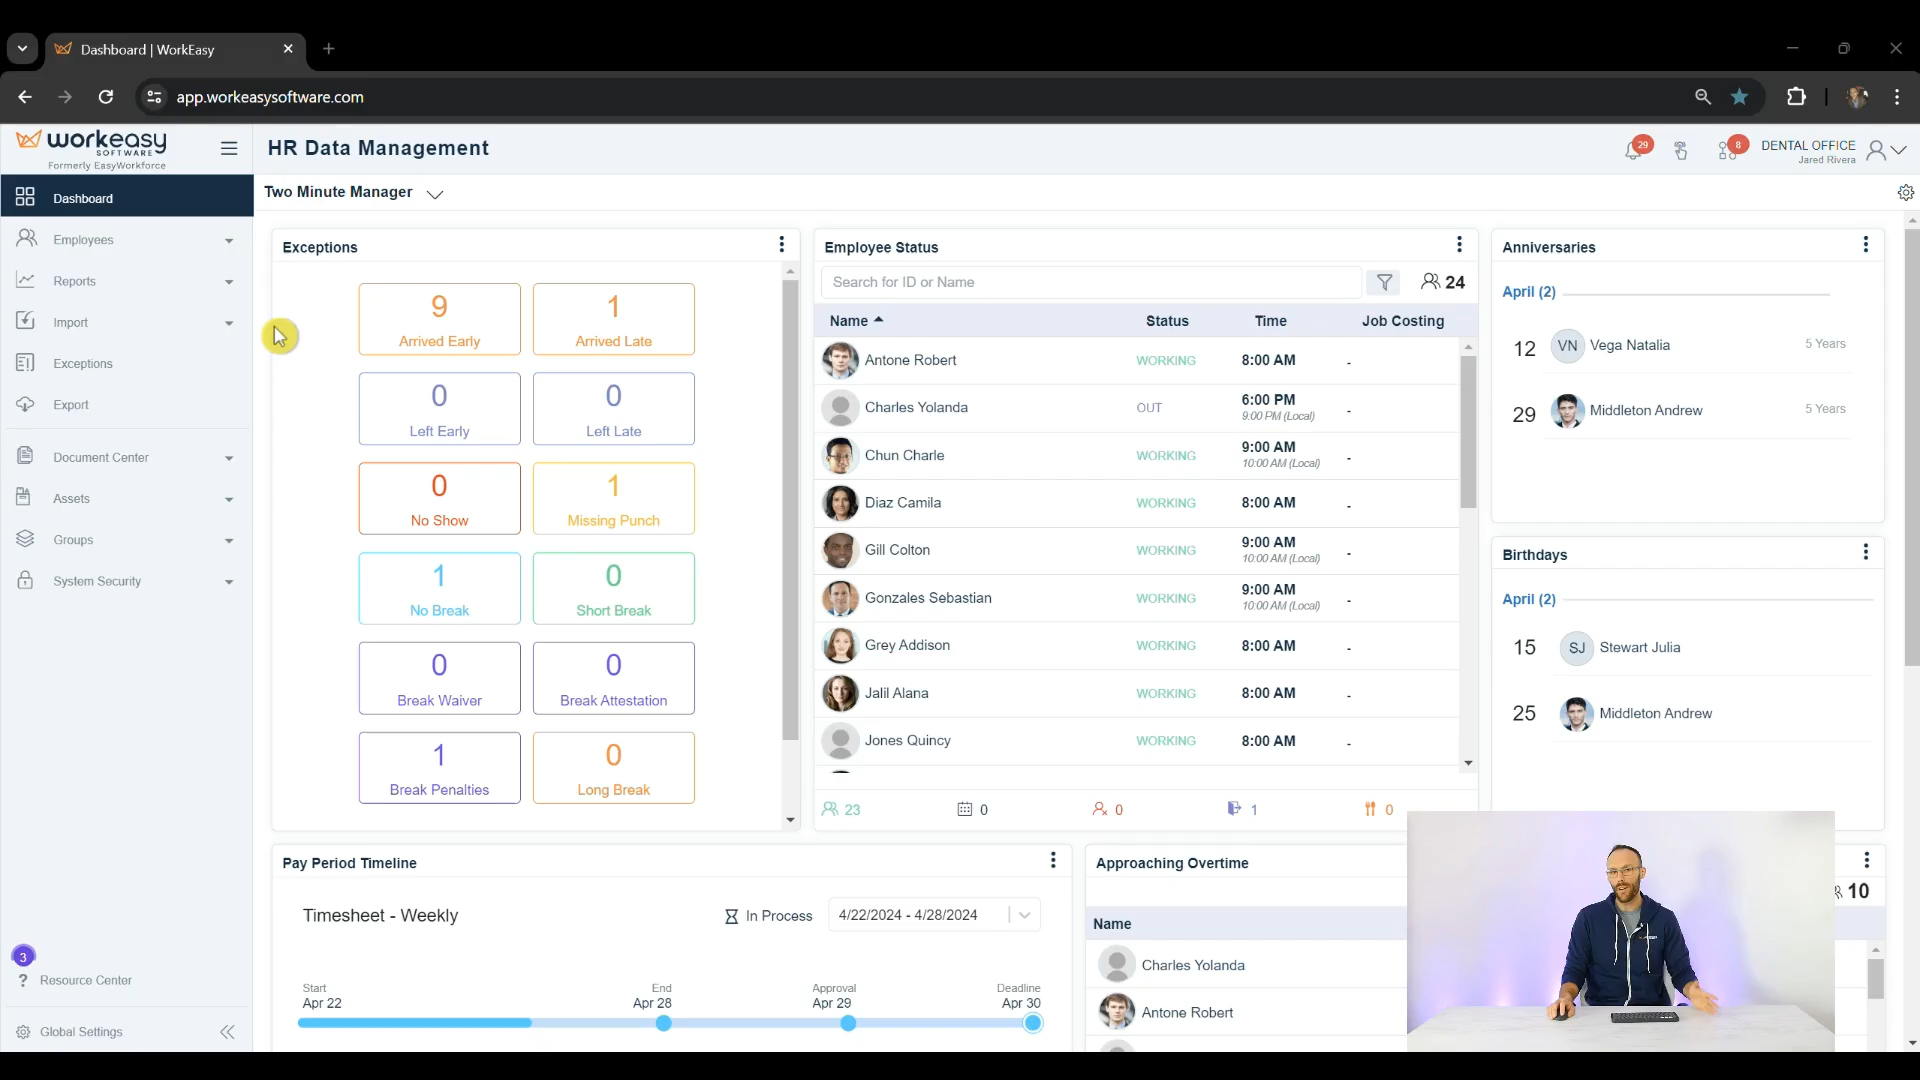 Dashboard | WorkEasy
app.workeasysoftware.com
workeasy
SOFTWARE
Formerly EasyWorkforce
HR Data Management
29
8
DENTAL OFFICE
Jared Rivera
Dashboard
Employees
Reports
Import
Exceptions
Export
Document Center
Assets
Groups
System Security
3
? Resource Center
Global Settings
Two Minute Manager
Exceptions
9 1
Arrived Early Arrived Late
0 0
Left Early Left Late
0 1
No Show Missing Punch
1 0
No Break Short Break
0 0
Break Waiver Break Attestation
1 0
Break Penalties Long Break
Employee Status
Search for ID or Name 24
Name Status Time Job Costing
Antone Robert WORKING 8:00 AM -
Charles Yolanda OUT 6:00 PM -
9:00 PM (Local)
Chun Charle WORKING 9:00 AM -
10:00 AM (Local)
Diaz Camila WORKING 8:00 AM -
Gill Colton WORKING 9:00 AM -
10:00 AM (Local)
Gonzales Sebastian WORKING 9:00 AM -
10:00 AM (Local)
Grey Addison WORKING 8:00 AM -
Jalil Alana WORKING 8:00 AM -
Jones Quincy WORKING 8:00 AM -
23 0 0 1 0
Anniversaries
April (2)
12 VN Vega Natalia 5 Years
29 Middleton Andrew 5 Years
Birthdays
April (2)
15 SJ Stewart Julia
25 Middleton Andrew
Pay Period Timeline
Timesheet - Weekly In Process 4/22/2024 - 4/28/2024
Start End Approval Deadline
Apr 22 Apr 28 Apr 29 Apr 30
Approaching Overtime
10
Name
Charles Yolanda
Antone Robert